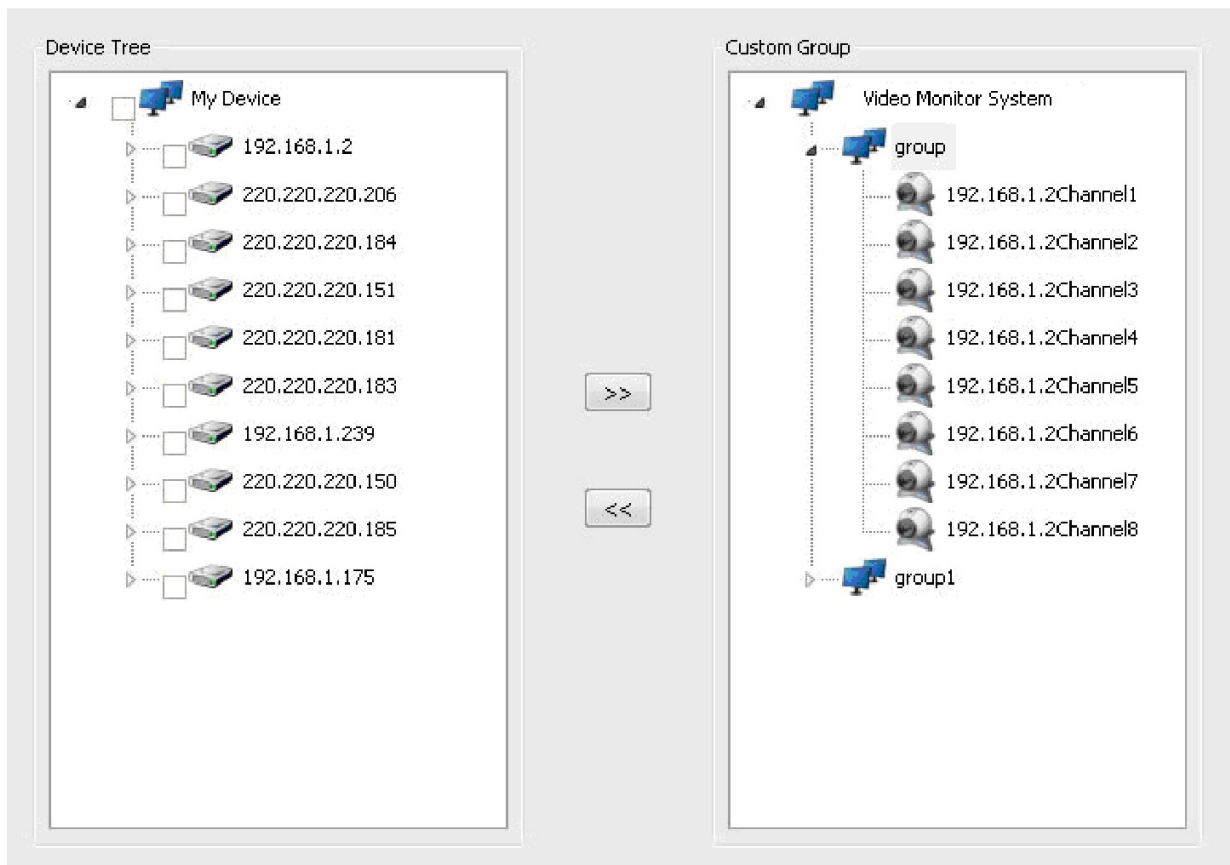 Device Tree
My Device
192.168.1.2
220.220.220.206
220.220.220.184
220.220.220.151
220.220.220.181
220.220.220.183
192.168.1.239
220.220.220.150
220.220.220.185
192.168.1.175
>>
<<
Custom Group
Video Monitor System
group
192.168.1.2Channel1
192.168.1.2Channel2
192.168.1.2Channel3
192.168.1.2Channel4
192.168.1.2Channel5
192.168.1.2Channel6
192.168.1.2Channel7
192.168.1.2Channel8
group1